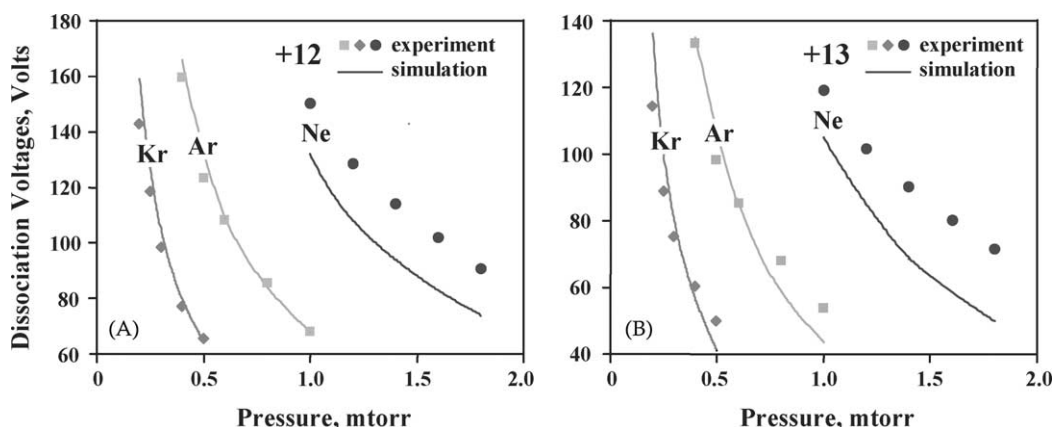 180
160
140
120
100
80
60
0
0.5
1.0
1.5
2.0
Dissociation Voltages, Volts
Pressure, mtorr
+12
experiment
simulation
Kr
Ar
Ne
(A)
140
120
100
80
60
40
0
0.5
1.0
1.5
2.0
Pressure, mtorr
+13
experiment
simulation
Kr
Ar
Ne
(B)